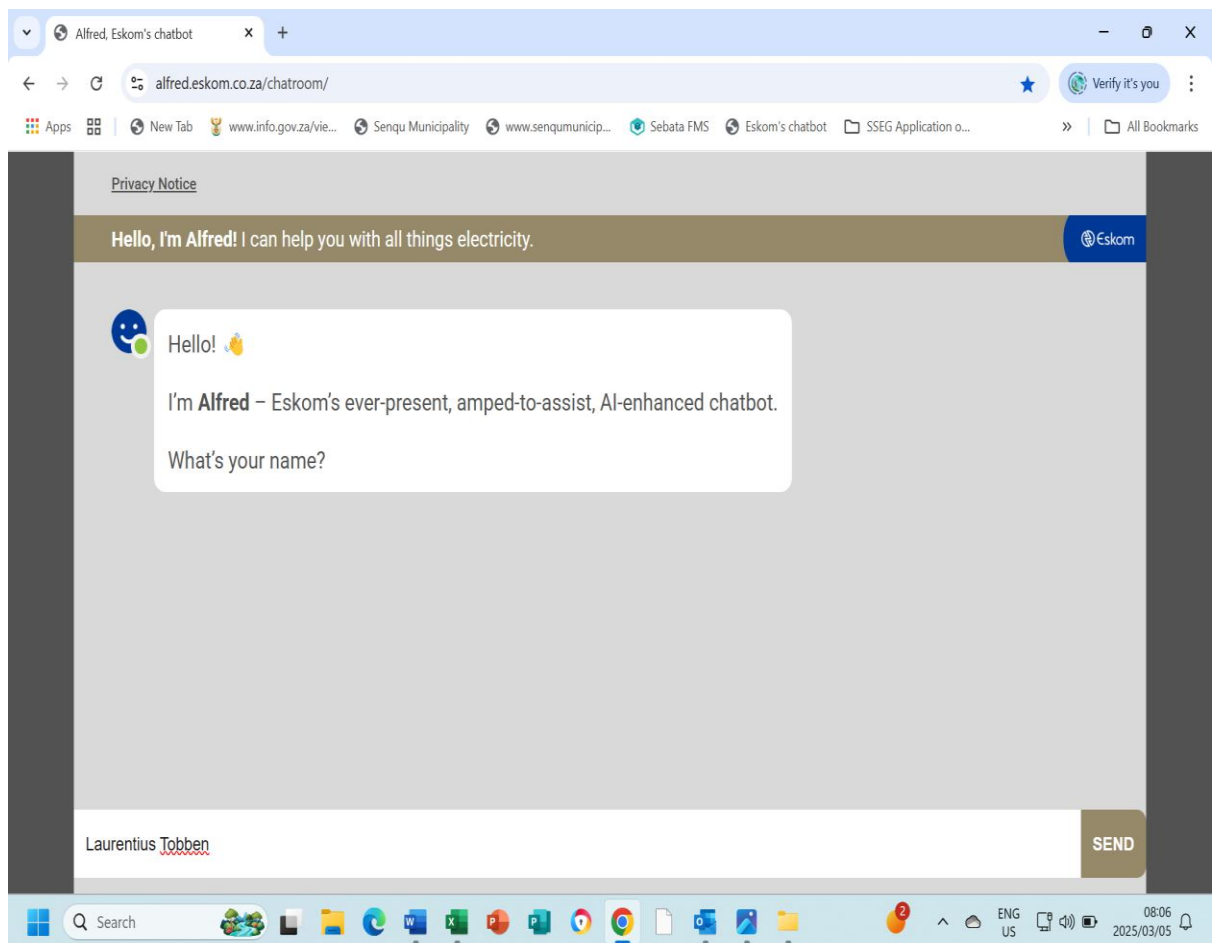 Alfred, Eskom's chatbot
alfred.eskom.co.za/chatroom/
Verify it's you
Apps
New Tab
www.info.gov.za/vie...
Senqu Municipality
www.senqumunicip...
Sebata FMS
Eskom's chatbot
SSEG Application o...
»
All Bookmarks
Privacy Notice
Hello, I'm Alfred! I can help you with all things electricity.
Eskom
Hello! 👋
I'm Alfred – Eskom's ever-present, amped-to-assist, AI-enhanced chatbot.
What's your name?
Laurentius Tobben
SEND
Search
2
ENG
US
08:06
2025/03/05